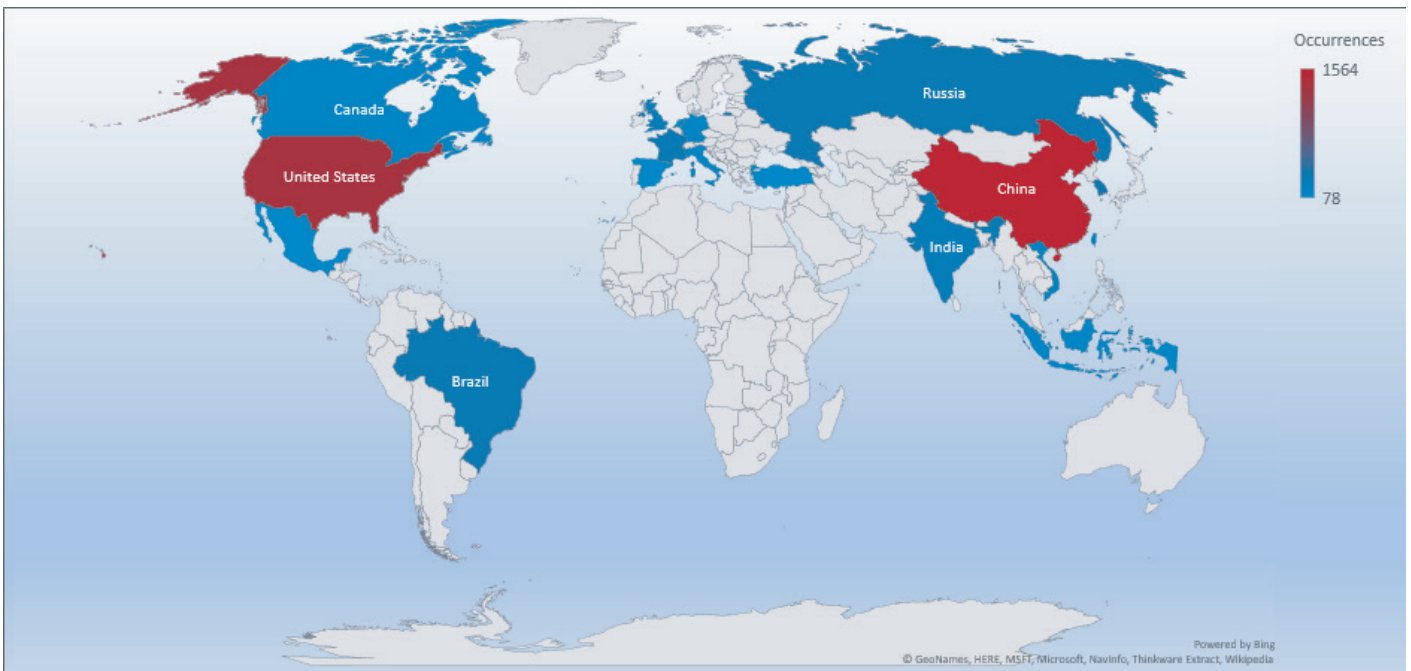 Occurrences
1564
78
Canada
Russia
United States
China
India
Brazil
Powered by Bing
© GeoNames, HERE, MSFT, Microsoft, NavInfo, Thinkware Extract, Wikipedia